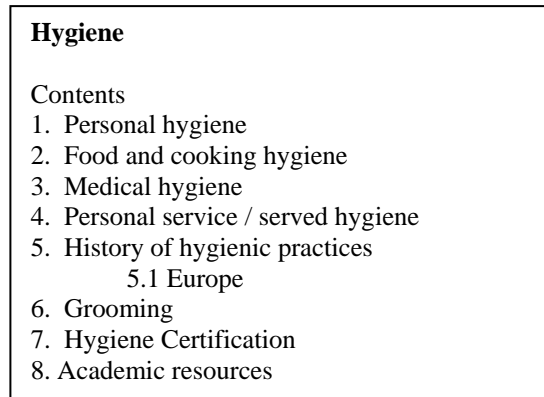 Hygiene
Contents
1. Personal hygiene
2. Food and cooking hygiene
3. Medical hygiene
4. Personal service / served hygiene
5. History of hygienic practices
5.1 Europe
6. Grooming
7. Hygiene Certification
8. Academic resources